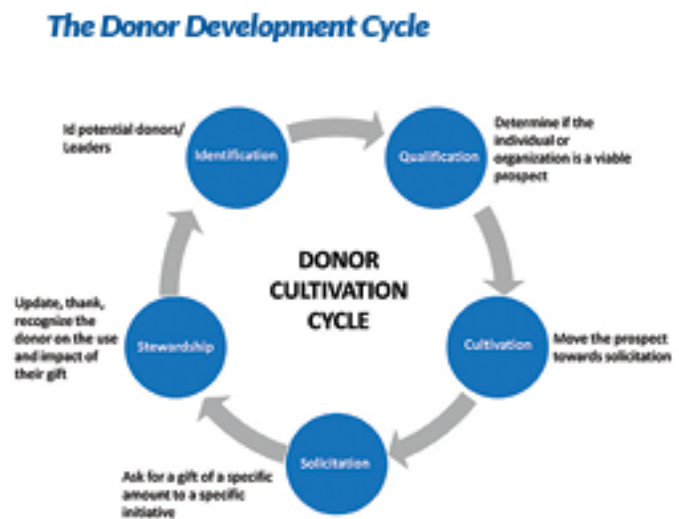 The Donor Development Cycle
Id potential donors/
Leaders
Identification
Qualification
Determine if the
individual or
organization is a viable
prospect
DONOR
CULTIVATION
CYCLE
Update, thank,
recognize the
donor on the use
and impact of
their gift
Stewardship
Cultivation
Move the prospect
towards solicitation
Solicitation
Ask for a gift of a specific
amount to a specific
initiative